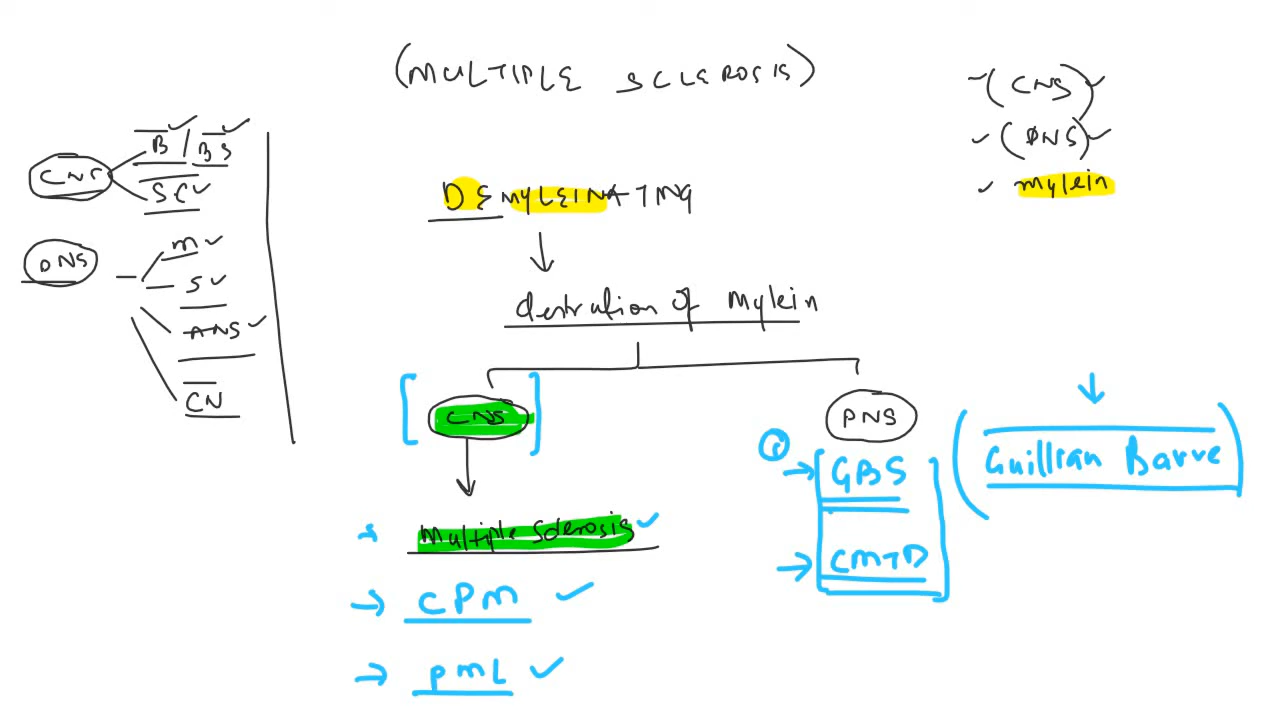 (MULTIPLE SCLEROSIS)
(CNS)
(PNS)
mylein
CNS
B / BS
SC
PNS
m
S
ANS
CN
DEMYLEINATING
destruation of mylein
CNS
PNS
Multiple Sclerosis
CPM
PML
GBS
CMTD
Guillian Barre